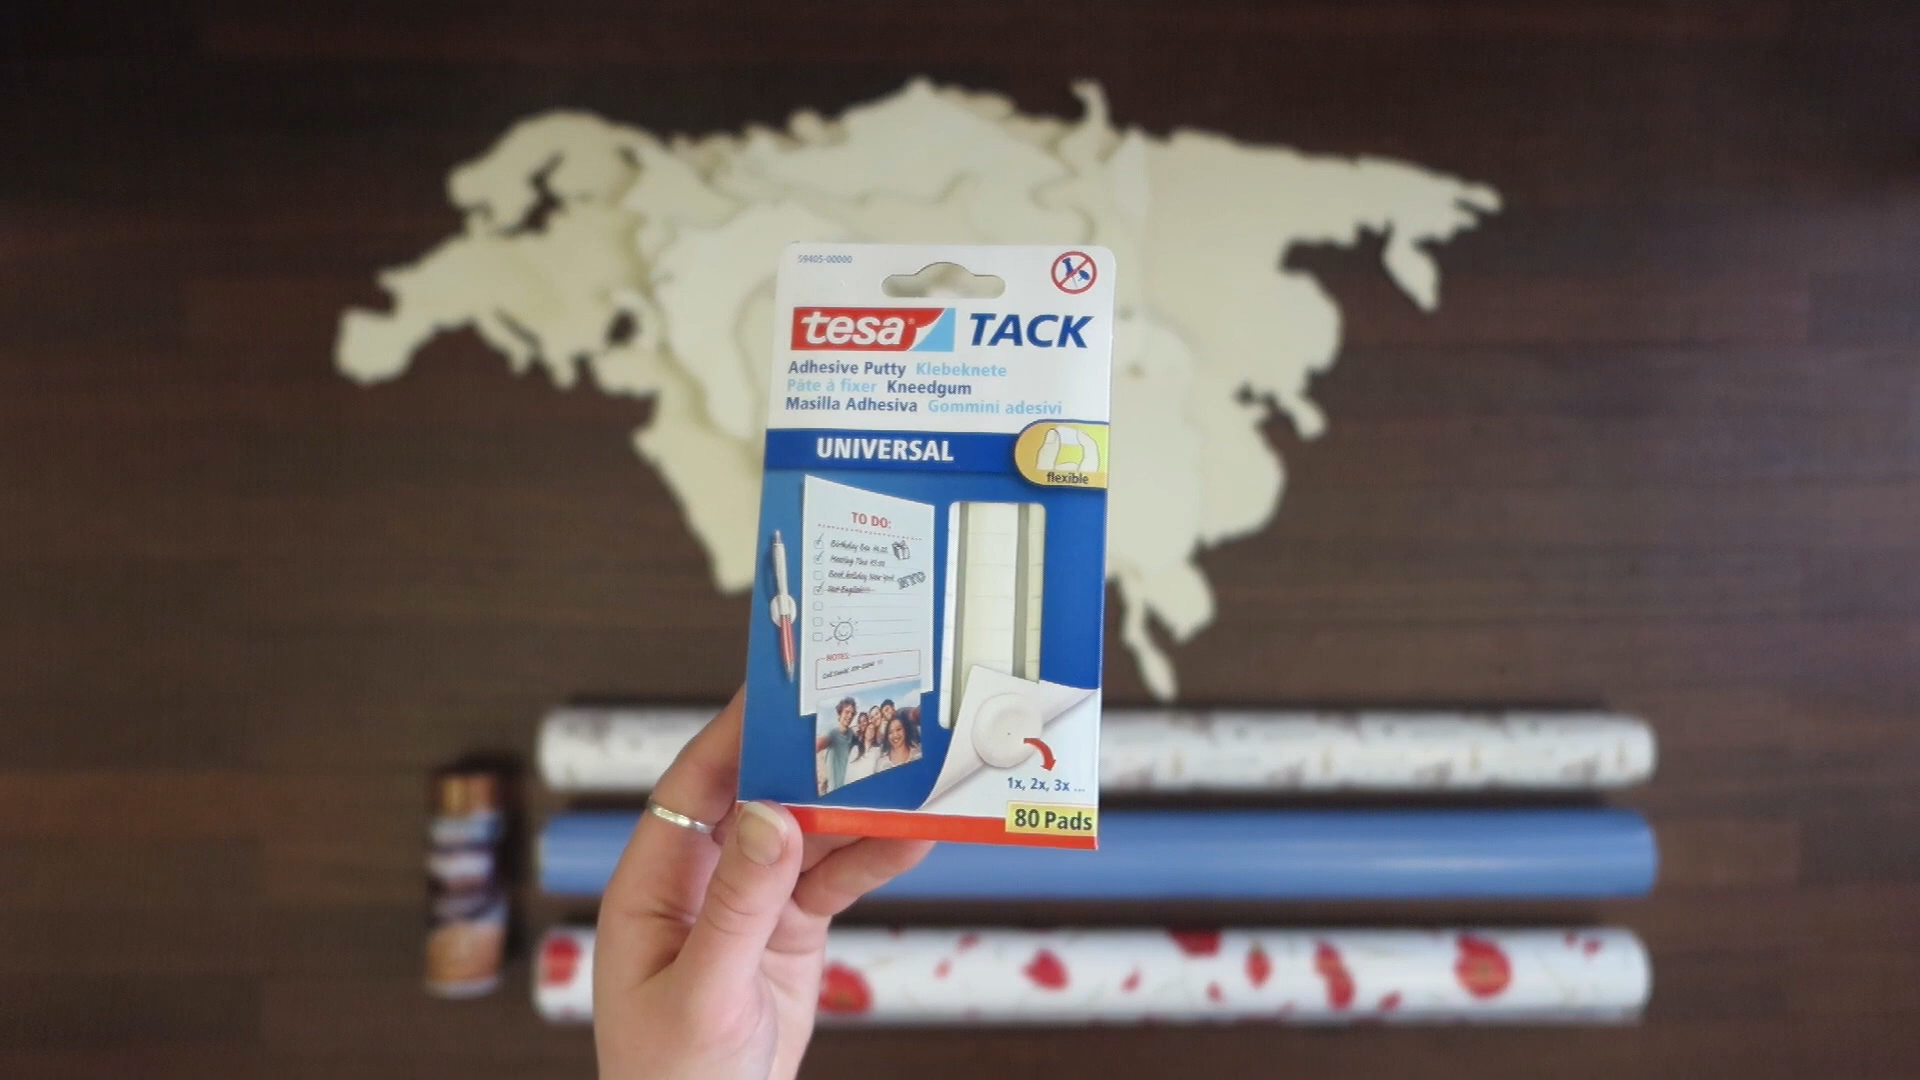 59405-00000
tesa® TACK
Adhesive Putty Klebeknete
Pâte à fixer Kneedgum
Masilla Adhesiva Gommini adesivi
UNIVERSAL
flexible
TO DO:
NYC
NOTES:
1x, 2x, 3x ...
80 Pads